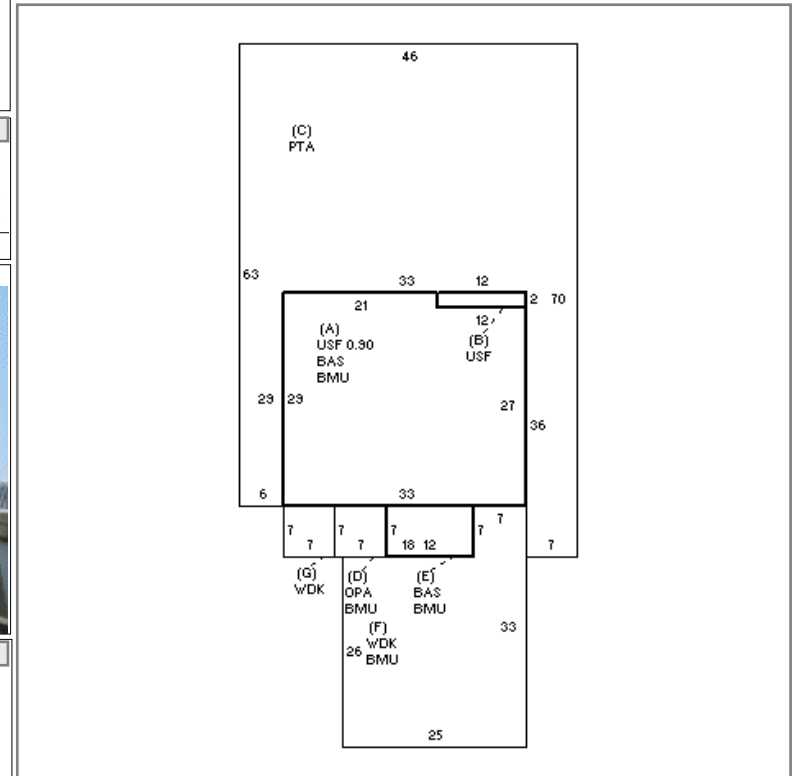 46
(C)
PTA
63
33
12
21
2
70
(A)
USF 0.90
BAS
BMU
12
(B)
USF
29
29
27
36
6
33
7
7
7
7
7
7
7
18
12
7
(G)
WDK
(D)
OPA
BMU
(E)
BAS
BMU
(F)
WDK
BMU
26
33
25